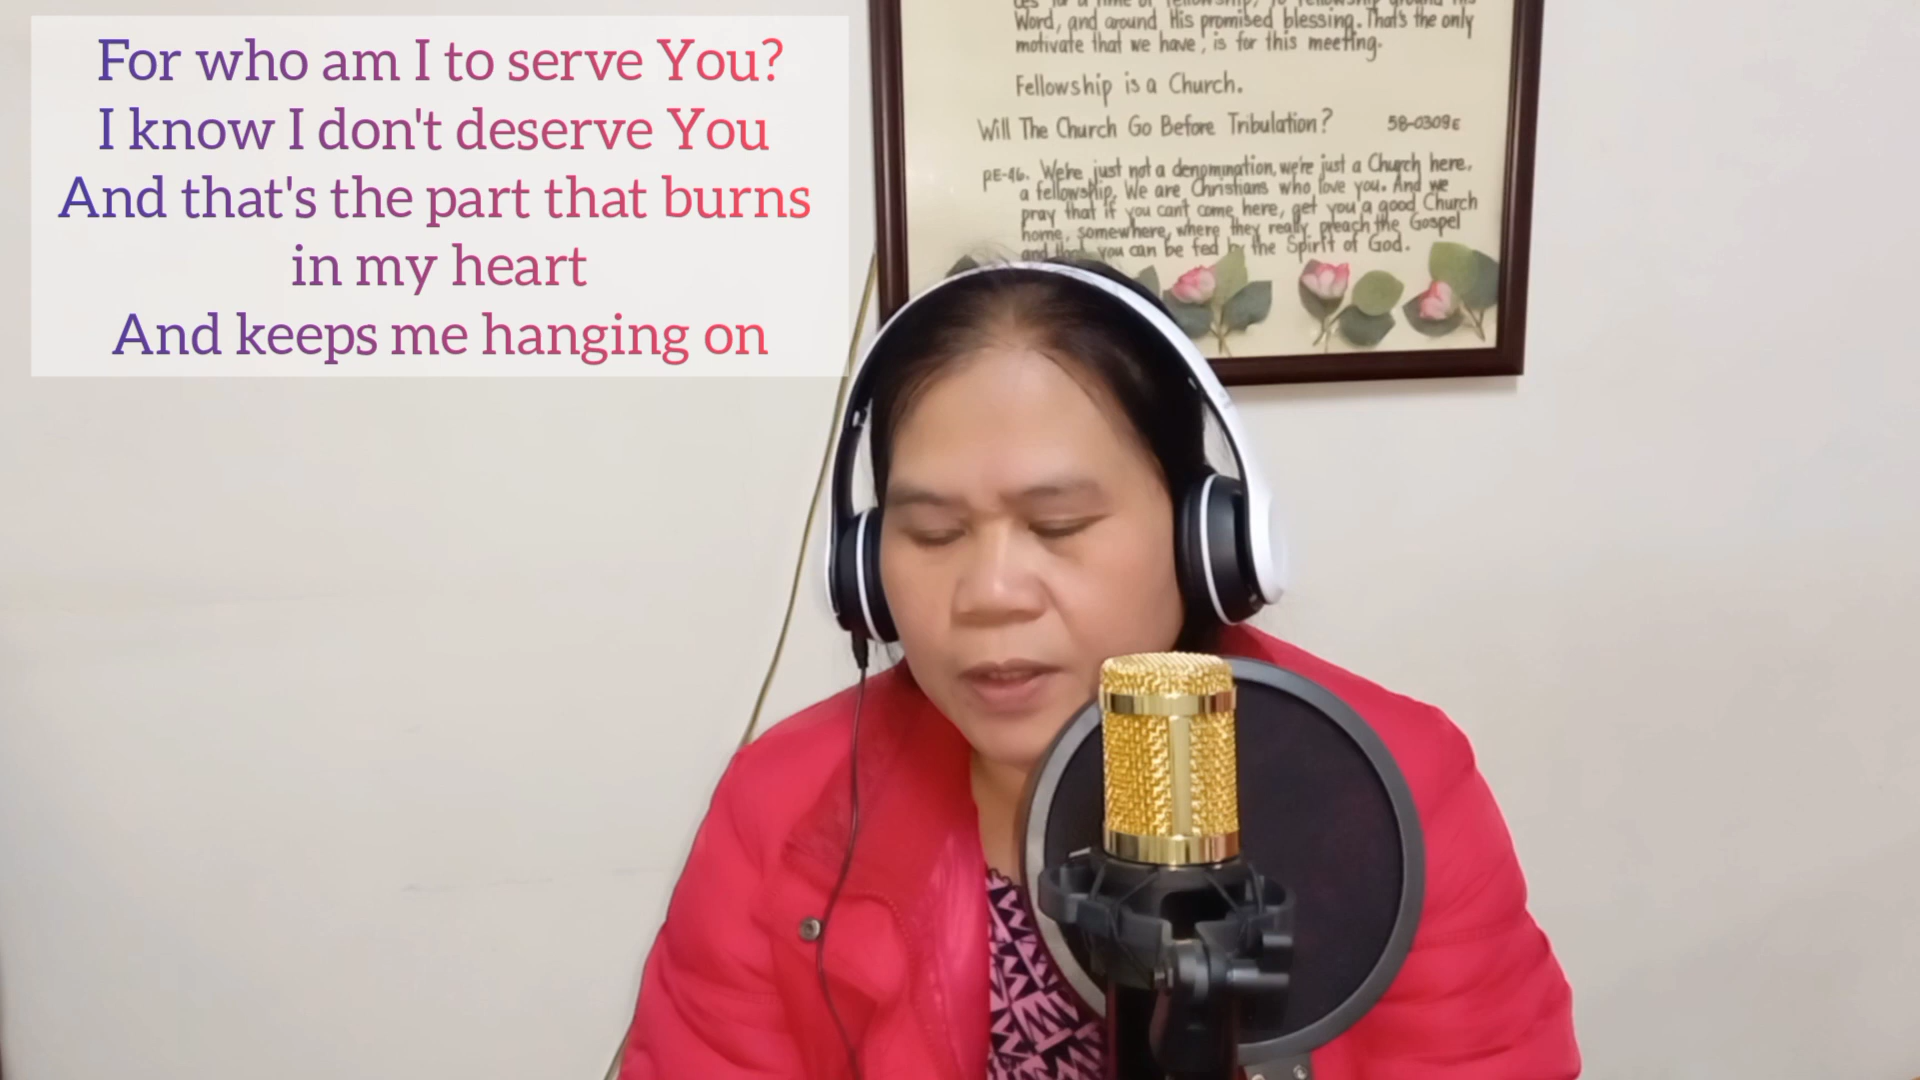 For who am I to serve You?
I know I don't deserve You
And that's the part that burns
in my heart
And keeps me hanging on
Word, and around His promised blessing. That's the only
motivate that we have, is for this meeting.
Fellowship is a Church.
Will The Church Go Before Tribulation? 58-0309E
PE-46. We're just not a denomination, we're just a Church here,
a fellowship. We are Christians who love you. And we
pray that if you can't come here, get you a good Church
home, somewhere, where they really preach the Gospel
and that you can be fed by the Spirit of God.